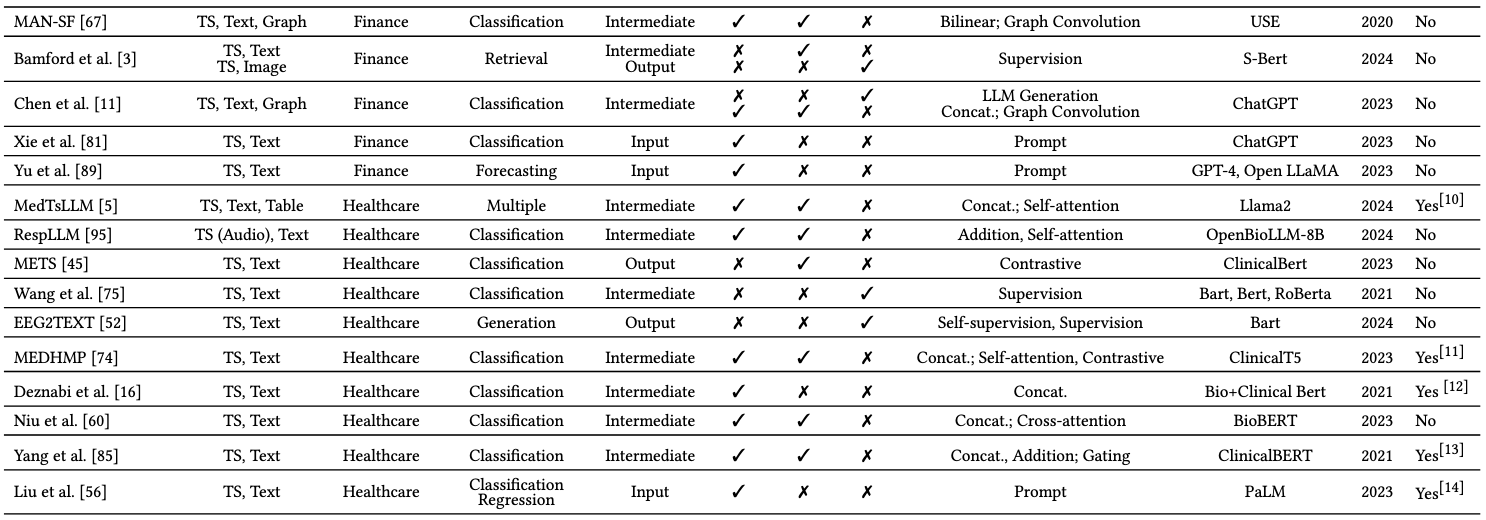 MAN-SF [67] TS, Text, Graph Finance Classification Intermediate ✓ ✓ ✗ Bilinear; Graph Convolution USE 2020 No
Bamford et al. [3] TS, Text Finance Retrieval Intermediate ✗ ✓ ✗ Supervision S-Bert 2024 No
TS, Image Output ✗ ✗ ✓
Chen et al. [11] TS, Text, Graph Finance Classification Intermediate ✗ ✗ ✓ LLM Generation ChatGPT 2023 No
✓ ✓ ✗ Concat.; Graph Convolution
Xie et al. [81] TS, Text Finance Classification Input ✓ ✗ ✗ Prompt ChatGPT 2023 No
Yu et al. [89] TS, Text Finance Forecasting Input ✓ ✗ ✗ Prompt GPT-4, Open LLaMA 2023 No
MedTsLLM [5] TS, Text, Table Healthcare Multiple Intermediate ✓ ✓ ✗ Concat.; Self-attention Llama2 2024 Yes[10]
RespLLM [95] TS (Audio), Text Healthcare Classification Intermediate ✓ ✓ ✗ Addition, Self-attention OpenBioLLM-8B 2024 No
METS [45] TS, Text Healthcare Classification Output ✗ ✓ ✗ Contrastive ClinicalBert 2023 No
Wang et al. [75] TS, Text Healthcare Classification Intermediate ✗ ✗ ✓ Supervision Bart, Bert, RoBerta 2021 No
EEG2TEXT [52] TS, Text Healthcare Generation Output ✗ ✗ ✓ Self-supervision, Supervision Bart 2024 No
MEDHMP [74] TS, Text Healthcare Classification Intermediate ✓ ✓ ✗ Concat.; Self-attention, Contrastive ClinicalT5 2023 Yes[11]
Deznabi et al. [16] TS, Text Healthcare Classification Intermediate ✓ ✗ ✗ Concat. Bio+Clinical Bert 2021 Yes [12]
Niu et al. [60] TS, Text Healthcare Classification Intermediate ✓ ✓ ✗ Concat.; Cross-attention BioBERT 2023 No
Yang et al. [85] TS, Text Healthcare Classification Intermediate ✓ ✓ ✗ Concat., Addition; Gating ClinicalBERT 2021 Yes[13]
Liu et al. [56] TS, Text Healthcare Classification Input ✓ ✗ ✗ Prompt PaLM 2023 Yes[14]
Regression